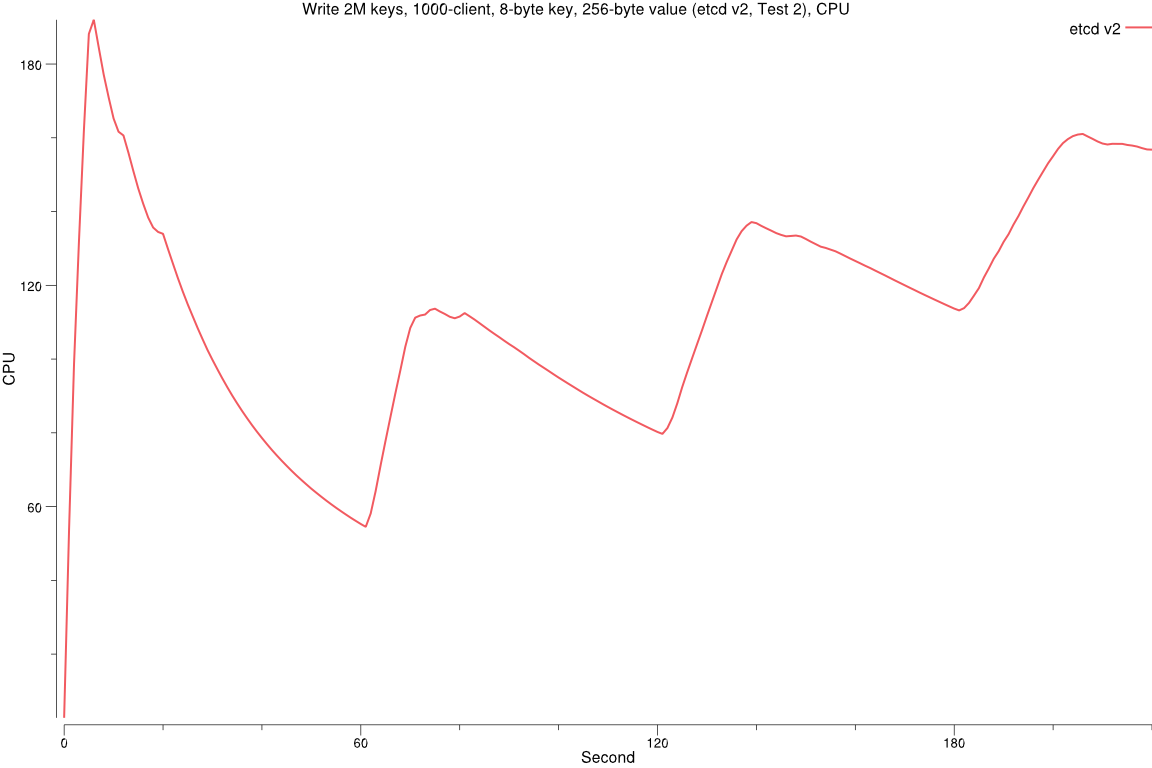 Write 2M keys, 1000-client, 8-byte key, 256-byte value (etcd v2, Test 2), CPU
etcd v2
180
120
60
CPU
0 60 120 180
Second